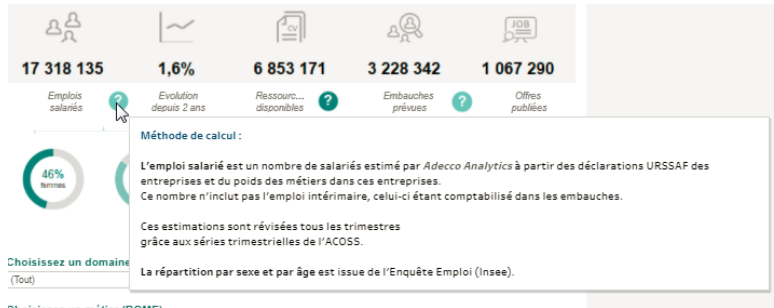 CV
JOB
17 318 135
1,6%
6 853 171
3 228 342
1 067 290
Emplois
salariés
?
Evolution
depuis 2 ans
Ressourc...
disponibles
?
Embauches
prévues
?
Offres
publiées
Méthode de calcul :
L'emploi salarié est un nombre de salariés estimé par Adecco Analytics à partir des déclarations URSSAF des
entreprises et du poids des métiers dans ces entreprises.
Ce nombre n'inclut pas l'emploi intérimaire, celui-ci étant comptabilisé dans les embauches.
Ces estimations sont révisées tous les trimestres
grâce aux séries trimestrielles de l'ACOSS.
La répartition par sexe et par âge est issue de l'Enquête Emploi (Insee).
46%
femmes
Choisissez un domaine
(Tout)